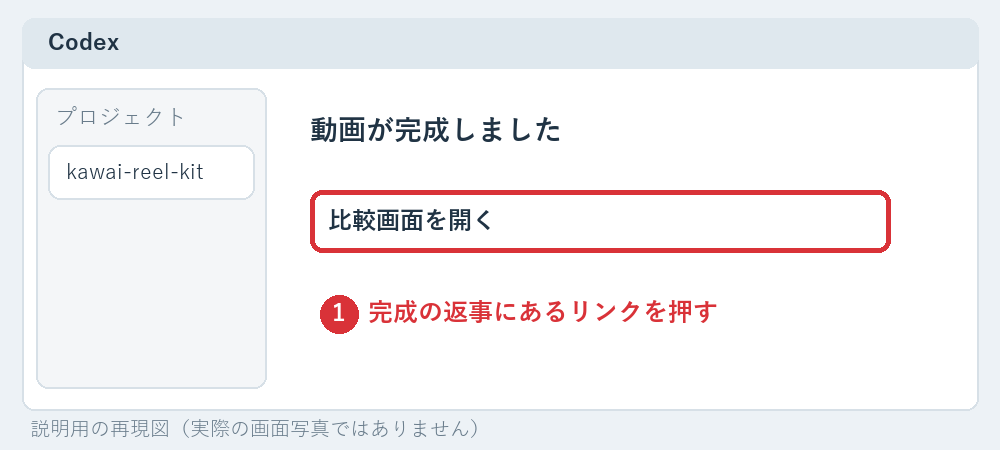 Codex
プロジェクト
kawai-reel-kit
動画が完成しました
比較画面を開く
1 完成の返事にあるリンクを押す
説明用の再現図（実際の画面写真ではありません）